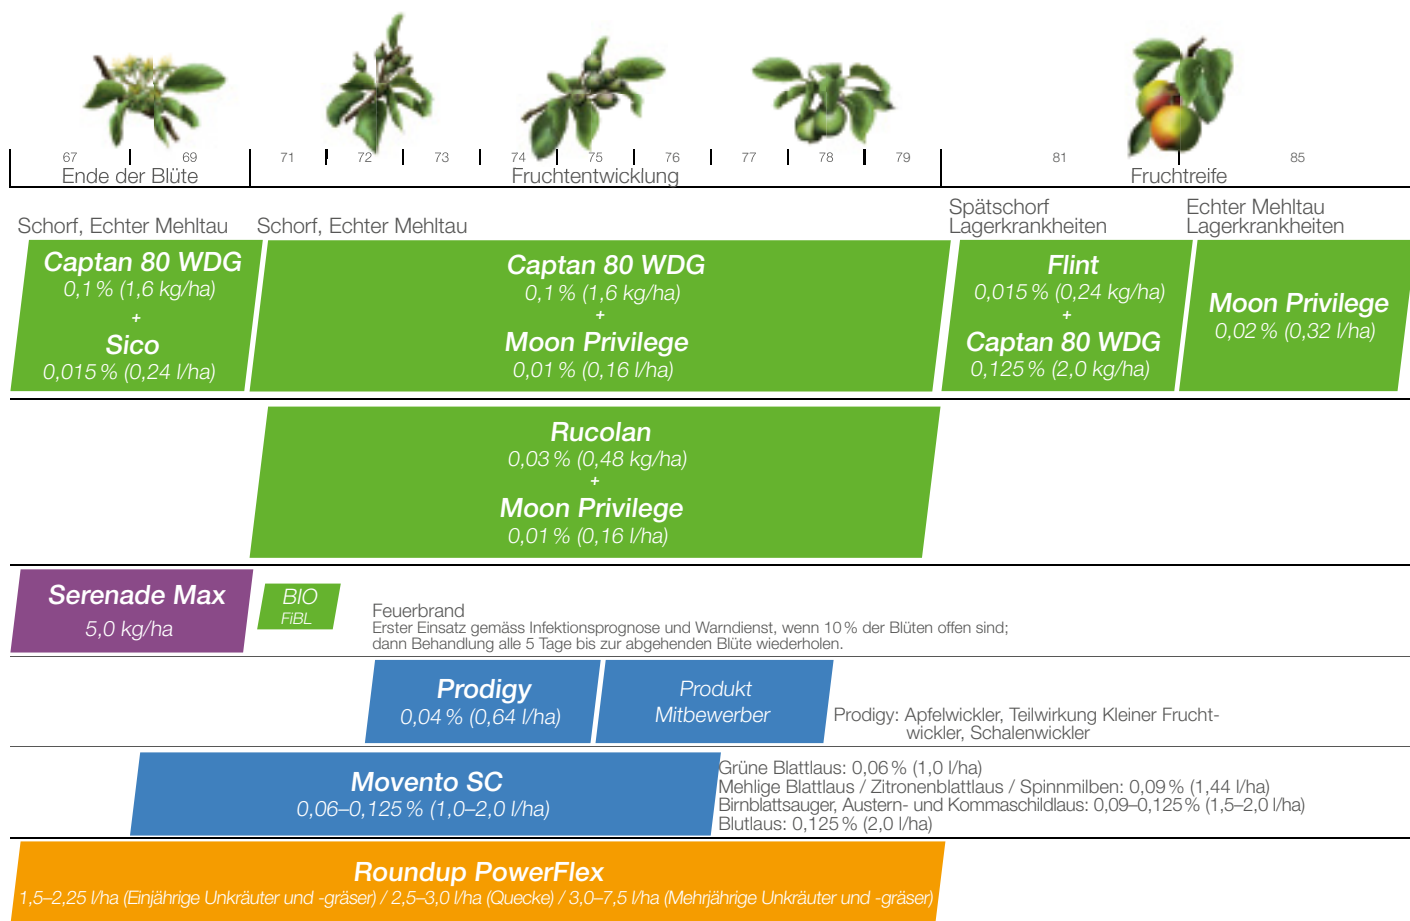 67 69 71 72 73 74 75 76 77 78 79 81 85
Ende der Blüte Fruchtentwicklung Fruchtreife
Schorf, Echter Mehltau
Schorf, Echter Mehltau
Spätschorf
Lagerkrankheiten
Echter Mehltau
Lagerkrankheiten
Captan 80 WDG
0,1 % (1,6 kg/ha)
+
Sico
0,015 % (0,24 l/ha)
Captan 80 WDG
0,1 % (1,6 kg/ha)
+
Moon Privilege
0,01 % (0,16 l/ha)
Flint
0,015 % (0,24 kg/ha)
+
Captan 80 WDG
0,125 % (2,0 kg/ha)
Moon Privilege
0,02 % (0,32 l/ha)
Rucolan
0,03 % (0,48 kg/ha)
+
Moon Privilege
0,01 % (0,16 l/ha)
Serenade Max
5,0 kg/ha
BIO
FiBL
Feuerbrand
Erster Einsatz gemäss Infektionsprognose und Warndienst, wenn 10 % der Blüten offen sind;
dann Behandlung alle 5 Tage bis zur abgehenden Blüte wiederholen.
Prodigy
0,04 % (0,64 l/ha)
Produkt
Mitbewerber
Prodigy: Apfelwickler, Teilwirkung Kleiner Frucht-
wickler, Schalenwickler
Movento SC
0,06–0,125 % (1,0–2,0 l/ha)
Grüne Blattlaus: 0,06 % (1,0 l/ha)
Mehlige Blattlaus / Zitronenblattlaus / Spinnmilben: 0,09 % (1,44 l/ha)
Birnblattsauger, Austern- und Kommaschildlaus: 0,09–0,125 % (1,5–2,0 l/ha)
Blutlaus: 0,125 % (2,0 l/ha)
Roundup PowerFlex
1,5–2,25 l/ha (Einjährige Unkräuter und -gräser) / 2,5–3,0 l/ha (Quecke) / 3,0–7,5 l/ha (Mehrjährige Unkräuter und -gräser)